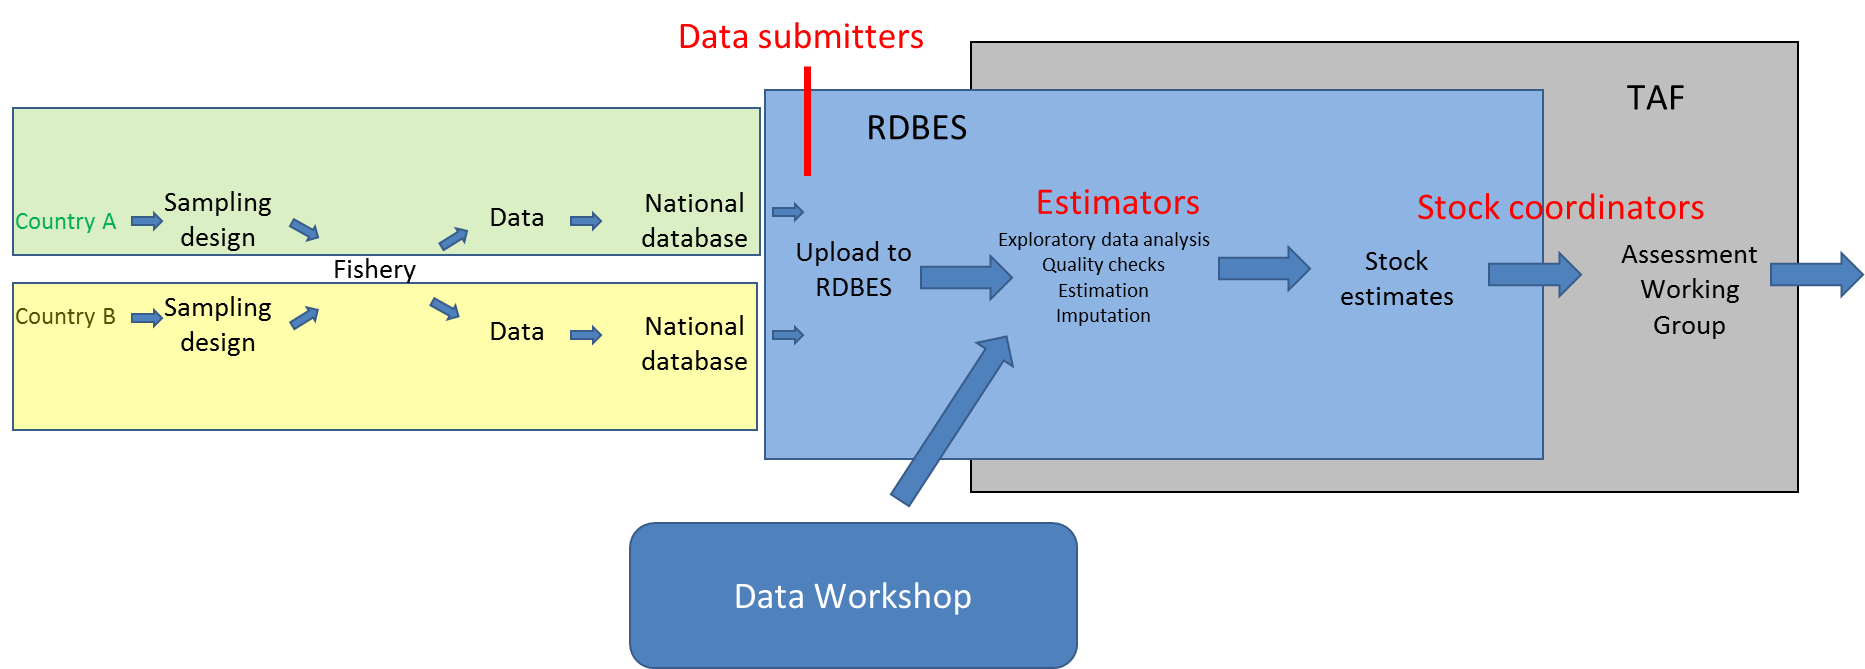 Data submitters
TAF
RDBES
Country A
Sampling
design
Data
National
database
Fishery
Country B
Sampling
design
Data
National
database
Upload to
RDBES
Estimators
Exploratory data analysis
Quality checks
Estimation
Imputation
Stock
estimates
Stock coordinators
Assessment
Working
Group
Data Workshop